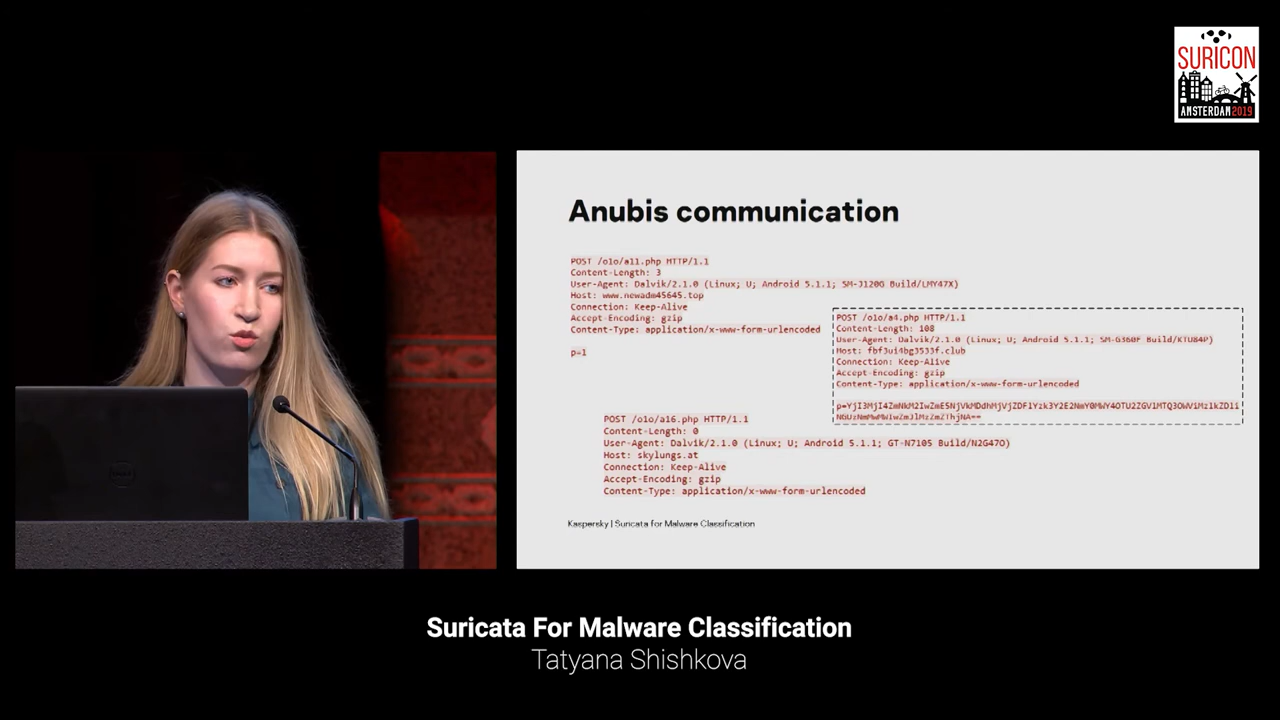 SURICON
AMSTERDAM 2019
Anubis communication
POST /o1o/a11.php HTTP/1.1
Content-Length: 3
User-Agent: Dalvik/2.1.0 (Linux; U; Android 5.1.1; SM-J120G Build/LMY47X)
Host: www.newadm45645.top
Connection: Keep-Alive
Accept-Encoding: gzip
Content-Type: application/x-www-form-urlencoded
p=1
POST /o1o/a4.php HTTP/1.1
Content-Length: 108
User-Agent: Dalvik/2.1.0 (Linux; U; Android 5.1.1; SM-G360F Build/KTU84P)
Host: fbf3ui4bg3533f.club
Connection: Keep-Alive
Accept-Encoding: gzip
Content-Type: application/x-www-form-urlencoded
POST /o1o/a16.php HTTP/1.1
Content-Length: 0
User-Agent: Dalvik/2.1.0 (Linux; U; Android 5.1.1; GT-N7105 Build/N2G47O)
Host: skylungs.at
Connection: Keep-Alive
Accept-Encoding: gzip
Content-Type: application/x-www-form-urlencoded
Kaspersky | Suricata for Malware Classification
Suricata For Malware Classification
Tatyana Shishkova